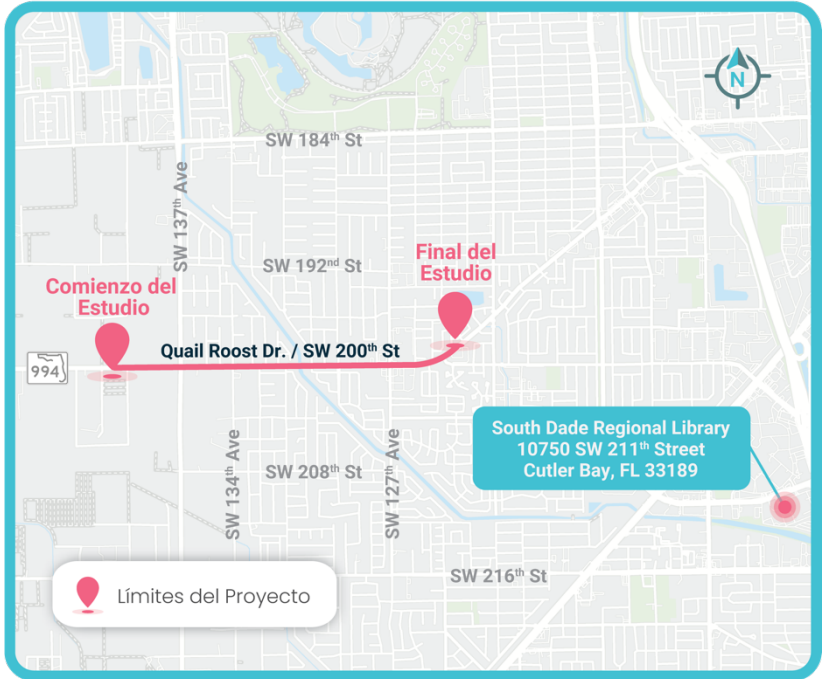 N
SW 184th St
SW 137th Ave
SW 192nd St
Final del
Estudio
Comienzo del
Estudio
Quail Roost Dr. / SW 200th St
994
South Dade Regional Library
10750 SW 211th Street
Cutler Bay, FL 33189
SW 134th Ave
SW 208th St
SW 127th Ave
SW 216th St
Límites del Proyecto